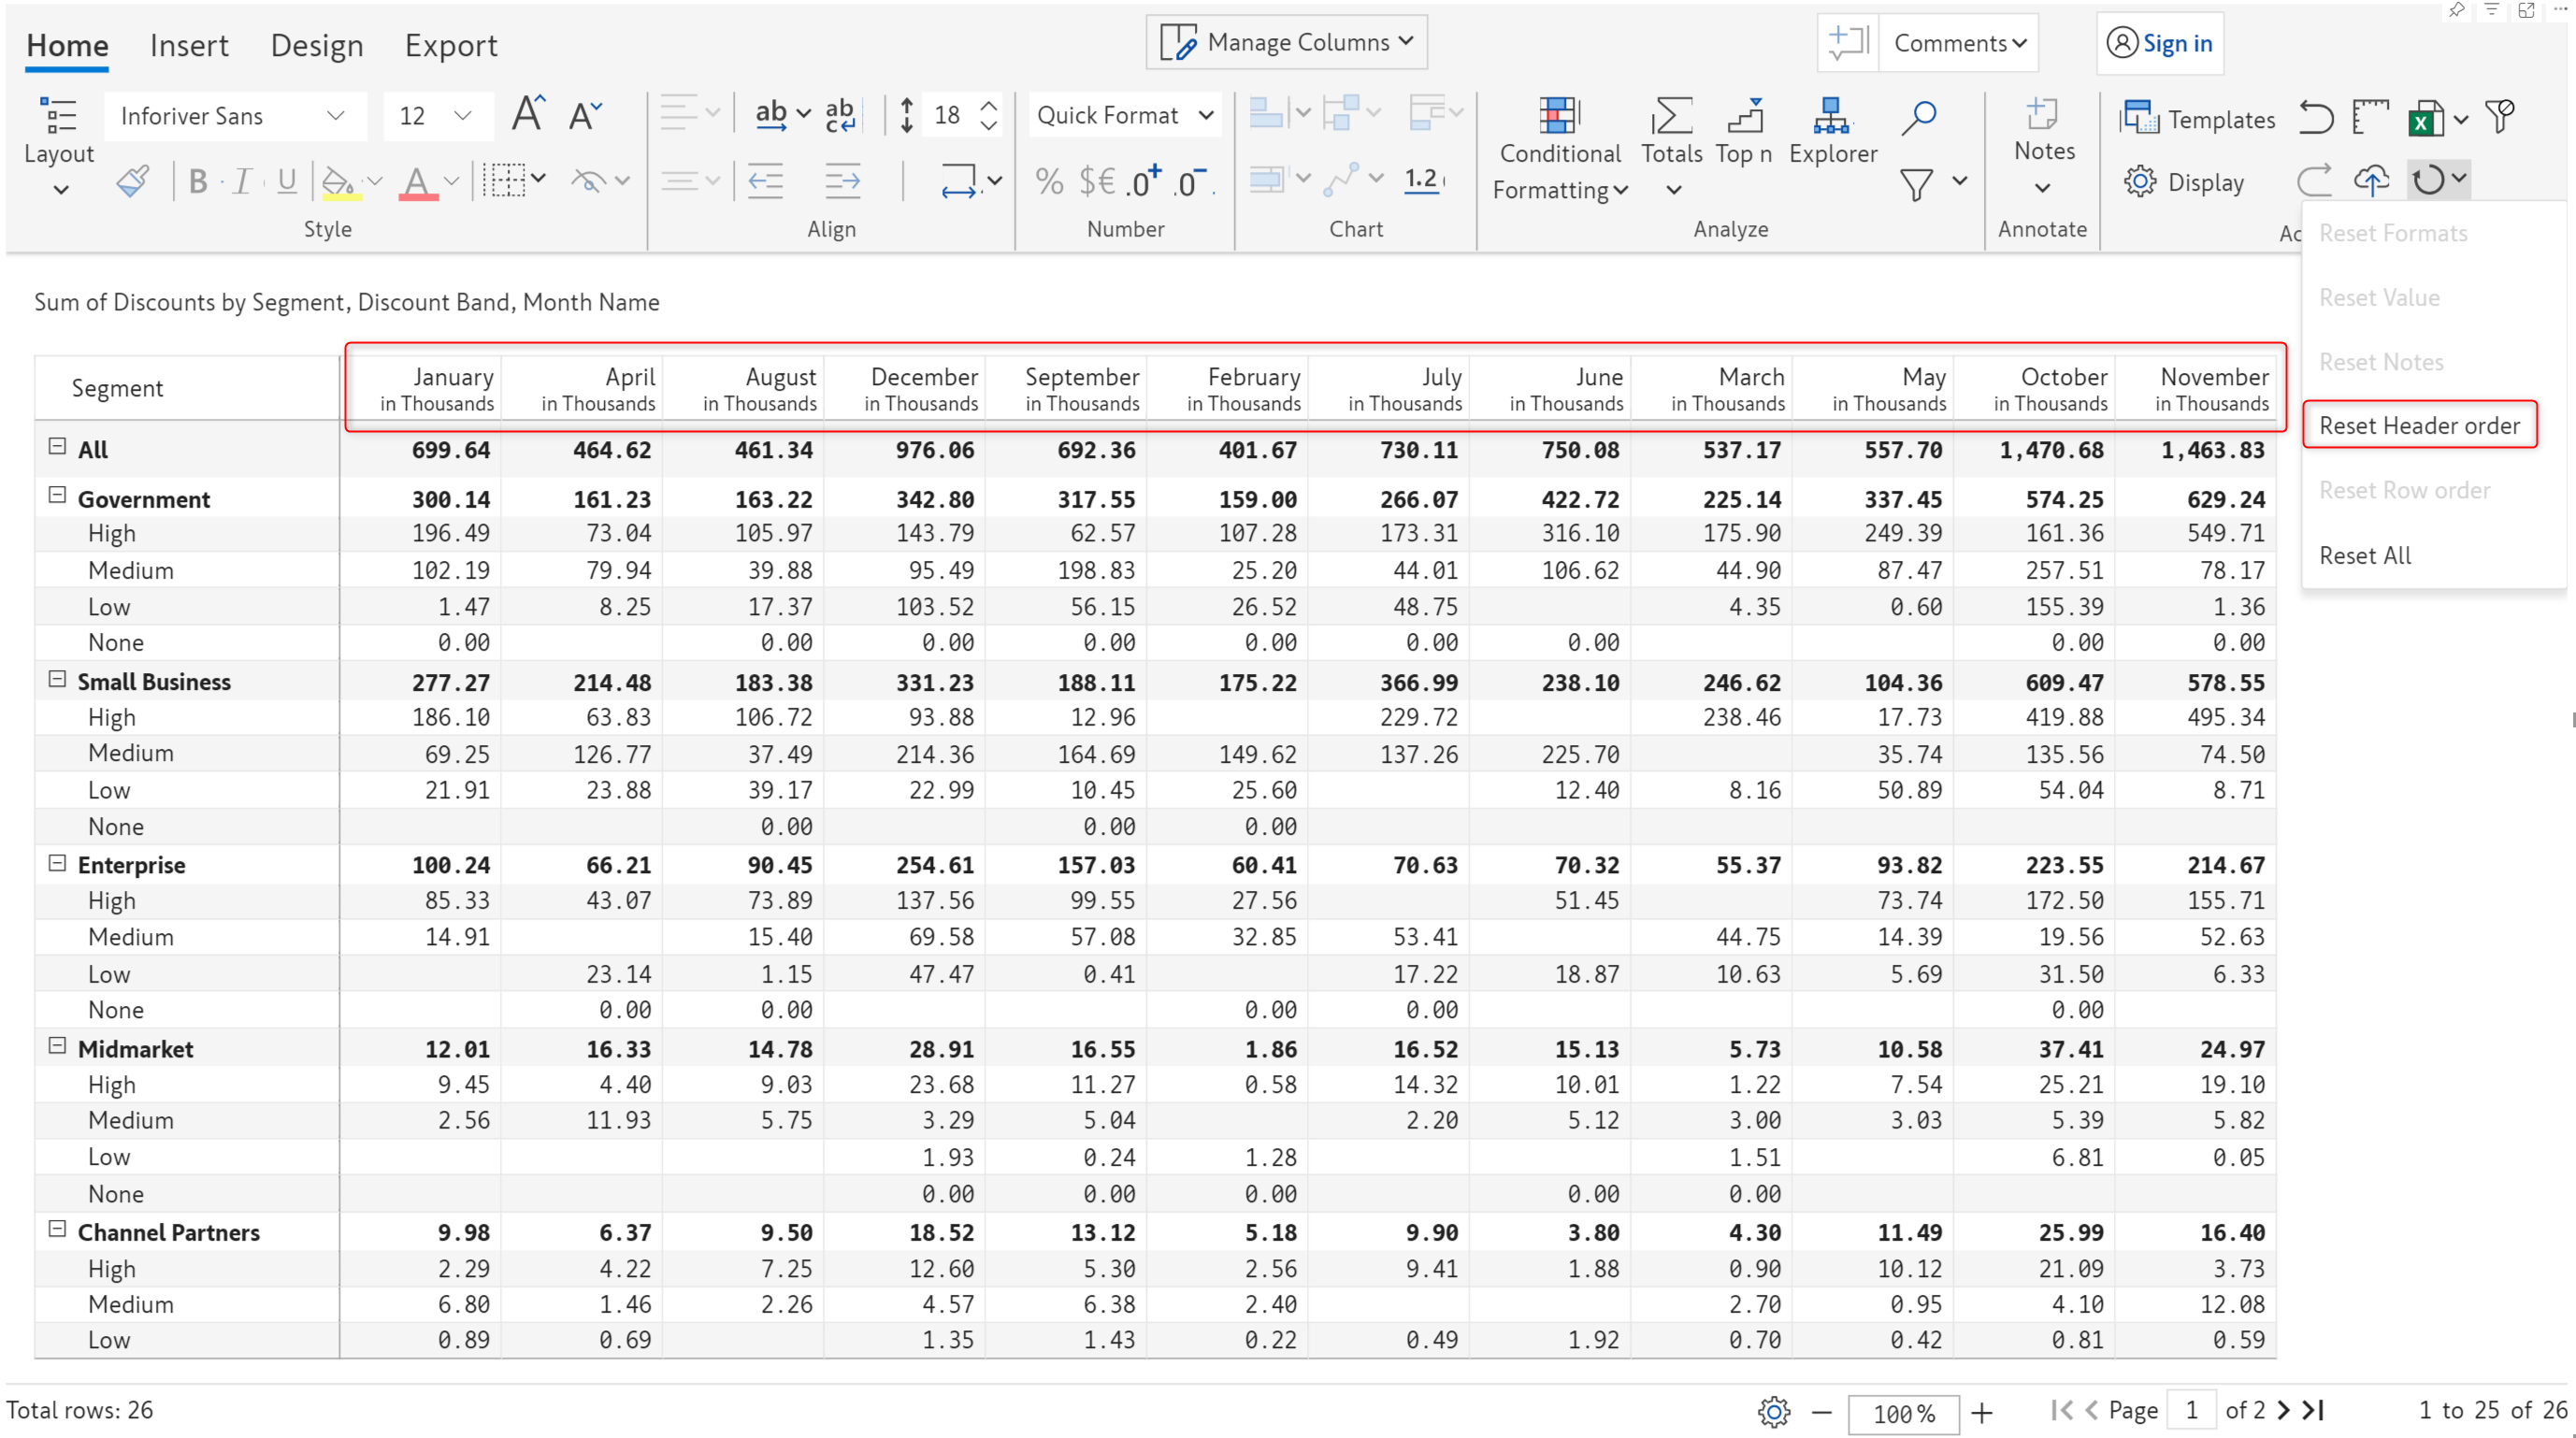 Home Insert Design Export Manage Columns Comments Sign in
Inforiver Sans 12 A A ab ab 18 Quick Format Templates
c
Layout Conditional Totals Top n Explorer Notes
B I U A % $€ .0 .0 1.2 Formatting Display
Style Align Number Chart Analyze Annotate Ac
Reset Formats
Reset Value
Reset Notes
Reset Header order
Reset Row order
Reset All
Sum of Discounts by Segment, Discount Band, Month Name
Segment January April August December September February July June March May October November
in Thousands in Thousands in Thousands in Thousands in Thousands in Thousands in Thousands in Thousands in Thousands in Thousands in Thousands in Thousands
All 699.64 464.62 461.34 976.06 692.36 401.67 730.11 750.08 537.17 557.70 1,470.68 1,463.83
Government 300.14 161.23 163.22 342.80 317.55 159.00 266.07 422.72 225.14 337.45 574.25 629.24
High 196.49 73.04 105.97 143.79 62.57 107.28 173.31 316.10 175.90 249.39 161.36 549.71
Medium 102.19 79.94 39.88 95.49 198.83 25.20 44.01 106.62 44.90 87.47 257.51 78.17
Low 1.47 8.25 17.37 103.52 56.15 26.52 48.75 4.35 0.60 155.39 1.36
None 0.00 0.00 0.00 0.00 0.00 0.00 0.00 0.00 0.00
Small Business 277.27 214.48 183.38 331.23 188.11 175.22 366.99 238.10 246.62 104.36 609.47 578.55
High 186.10 63.83 106.72 93.88 12.96 229.72 238.46 17.73 419.88 495.34
Medium 69.25 126.77 37.49 214.36 164.69 149.62 137.26 225.70 35.74 135.56 74.50
Low 21.91 23.88 39.17 22.99 10.45 25.60 12.40 8.16 50.89 54.04 8.71
None 0.00 0.00 0.00
Enterprise 100.24 66.21 90.45 254.61 157.03 60.41 70.63 70.32 55.37 93.82 223.55 214.67
High 85.33 43.07 73.89 137.56 99.55 27.56 51.45 73.74 172.50 155.71
Medium 14.91 15.40 69.58 57.08 32.85 53.41 44.75 14.39 19.56 52.63
Low 23.14 1.15 47.47 0.41 17.22 18.87 10.63 5.69 31.50 6.33
None 0.00 0.00 0.00 0.00 0.00
Midmarket 12.01 16.33 14.78 28.91 16.55 1.86 16.52 15.13 5.73 10.58 37.41 24.97
High 9.45 4.40 9.03 23.68 11.27 0.58 14.32 10.01 1.22 7.54 25.21 19.10
Medium 2.56 11.93 5.75 3.29 5.04 2.20 5.12 3.00 3.03 5.39 5.82
Low 1.93 0.24 1.28 1.51 6.81 0.05
None 0.00 0.00 0.00 0.00 0.00
Channel Partners 9.98 6.37 9.50 18.52 13.12 5.18 9.90 3.80 4.30 11.49 25.99 16.40
High 2.29 4.22 7.25 12.60 5.30 2.56 9.41 1.88 0.90 10.12 21.09 3.73
Medium 6.80 1.46 2.26 4.57 6.38 2.40 2.70 0.95 4.10 12.08
Low 0.89 0.69 1.35 1.43 0.22 0.49 1.92 0.70 0.42 0.81 0.59
Total rows: 26 100 % Page 1 of 2 1 to 25 of 26